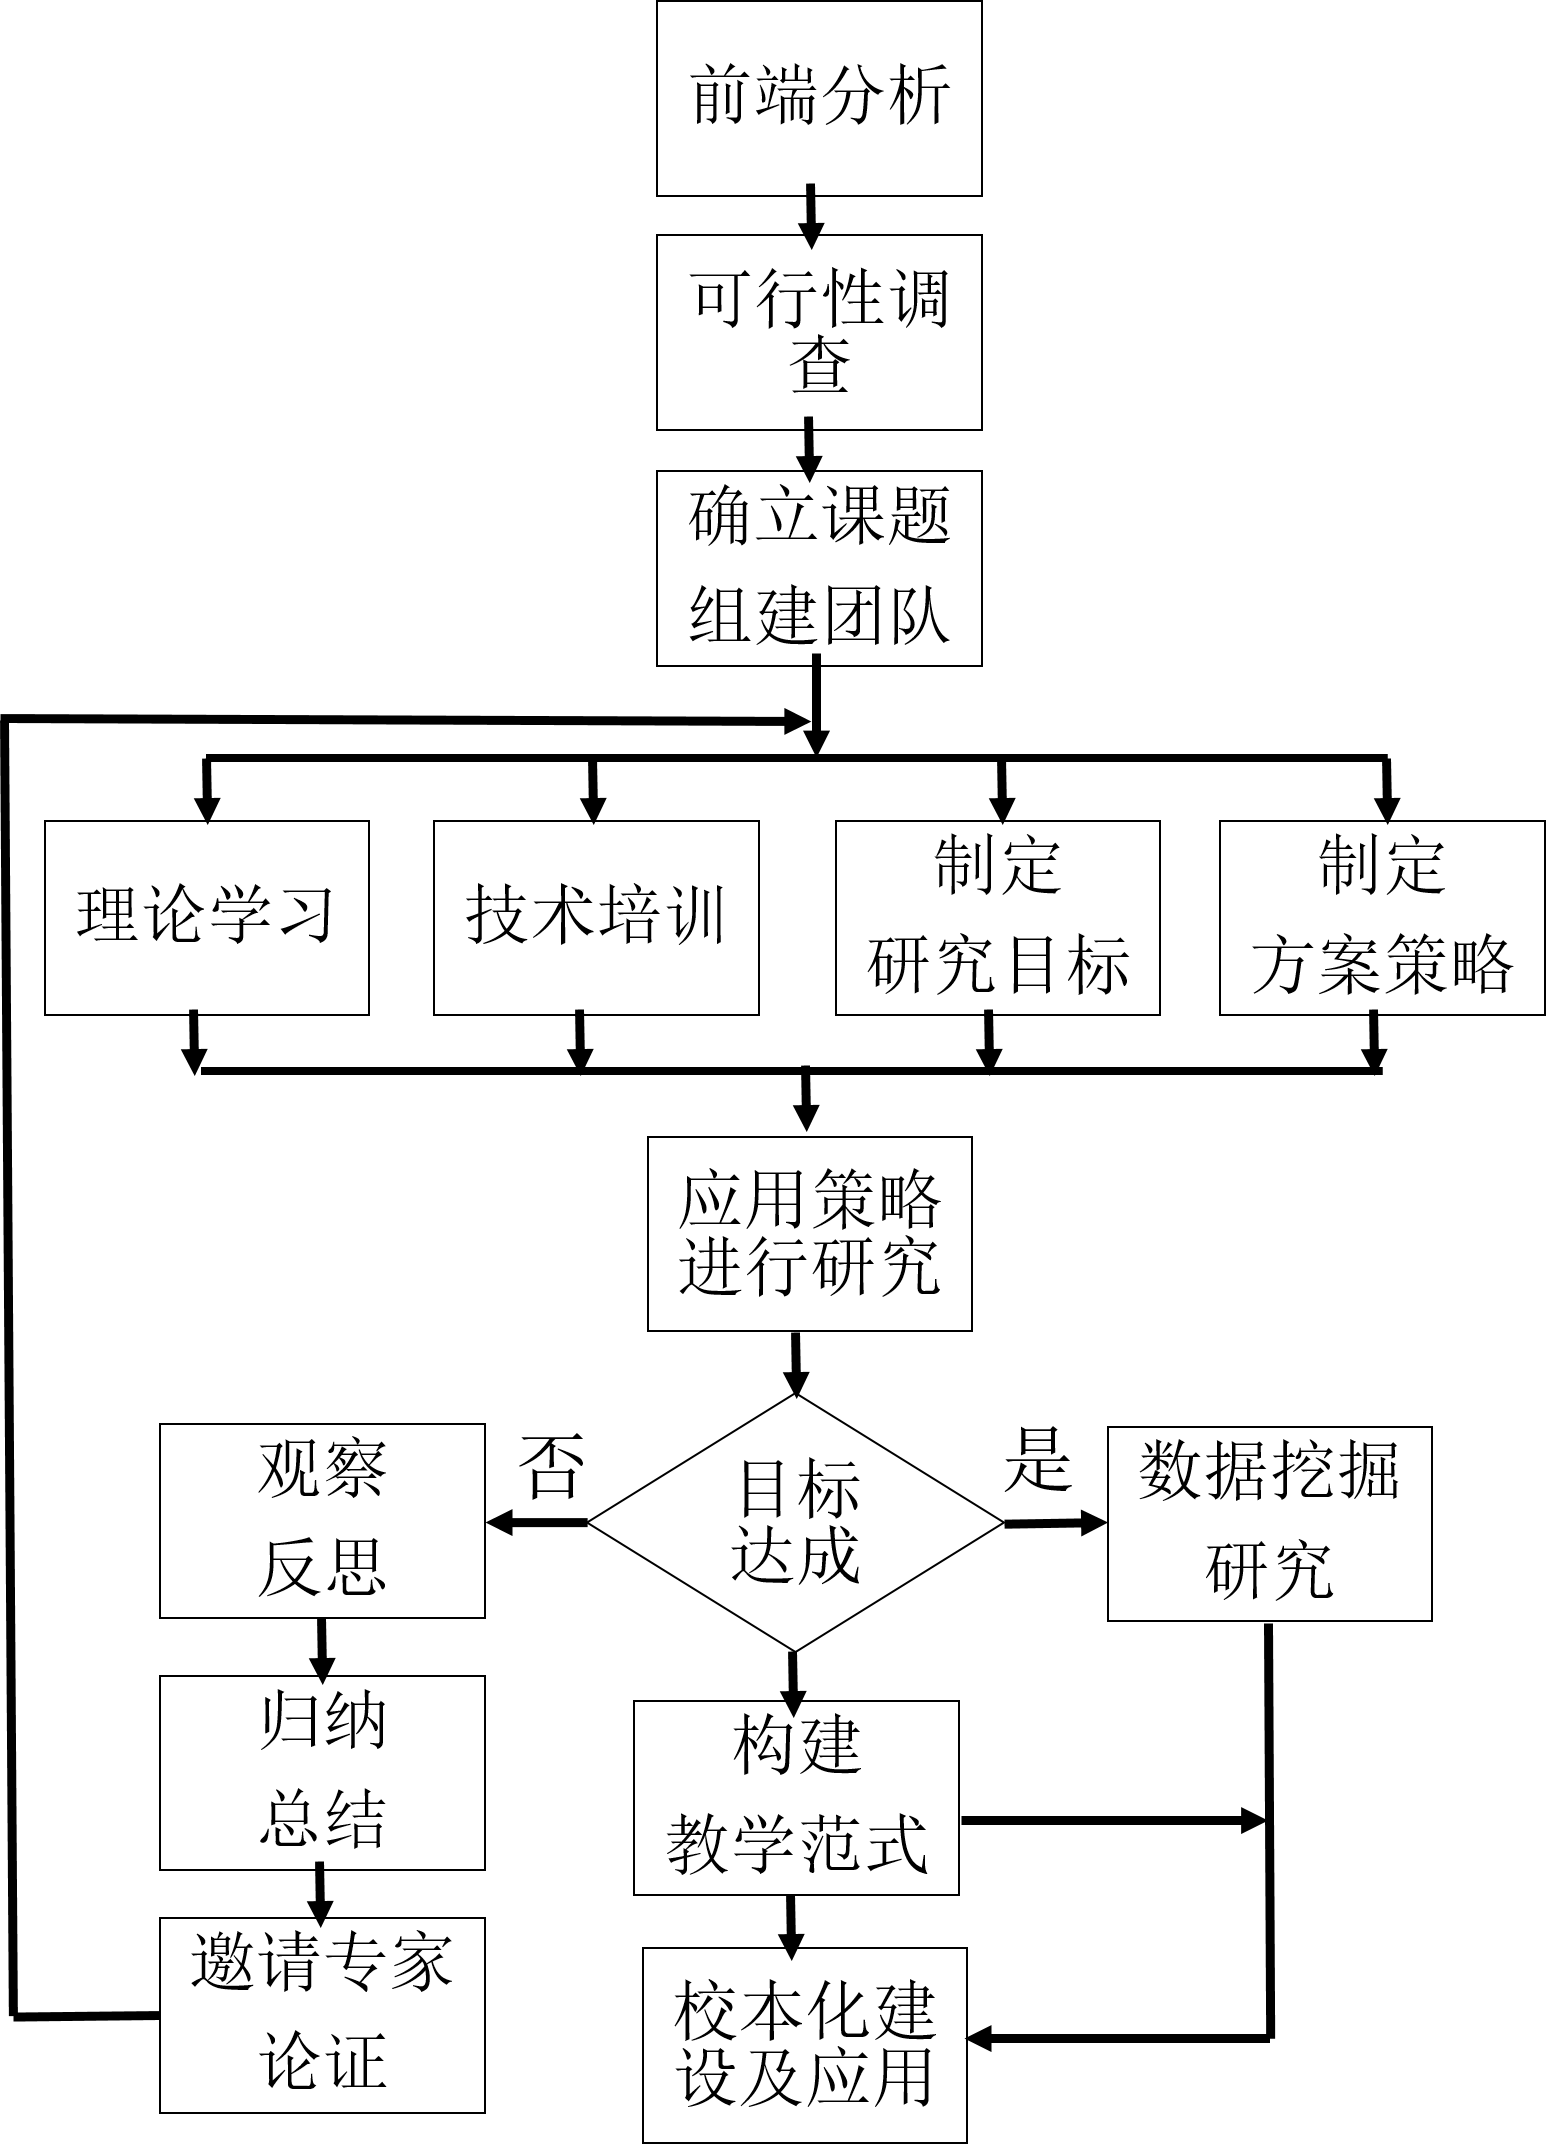 前端分析
可行性调
查
确立课题
组建团队
理论学习
技术培训
制定
研究目标
制定
方案策略
应用策略
进行研究
目标
达成
否
是
观察
反思
数据挖掘
研究
归纳
总结
构建
教学范式
邀请专家
论证
校本化建
设及应用